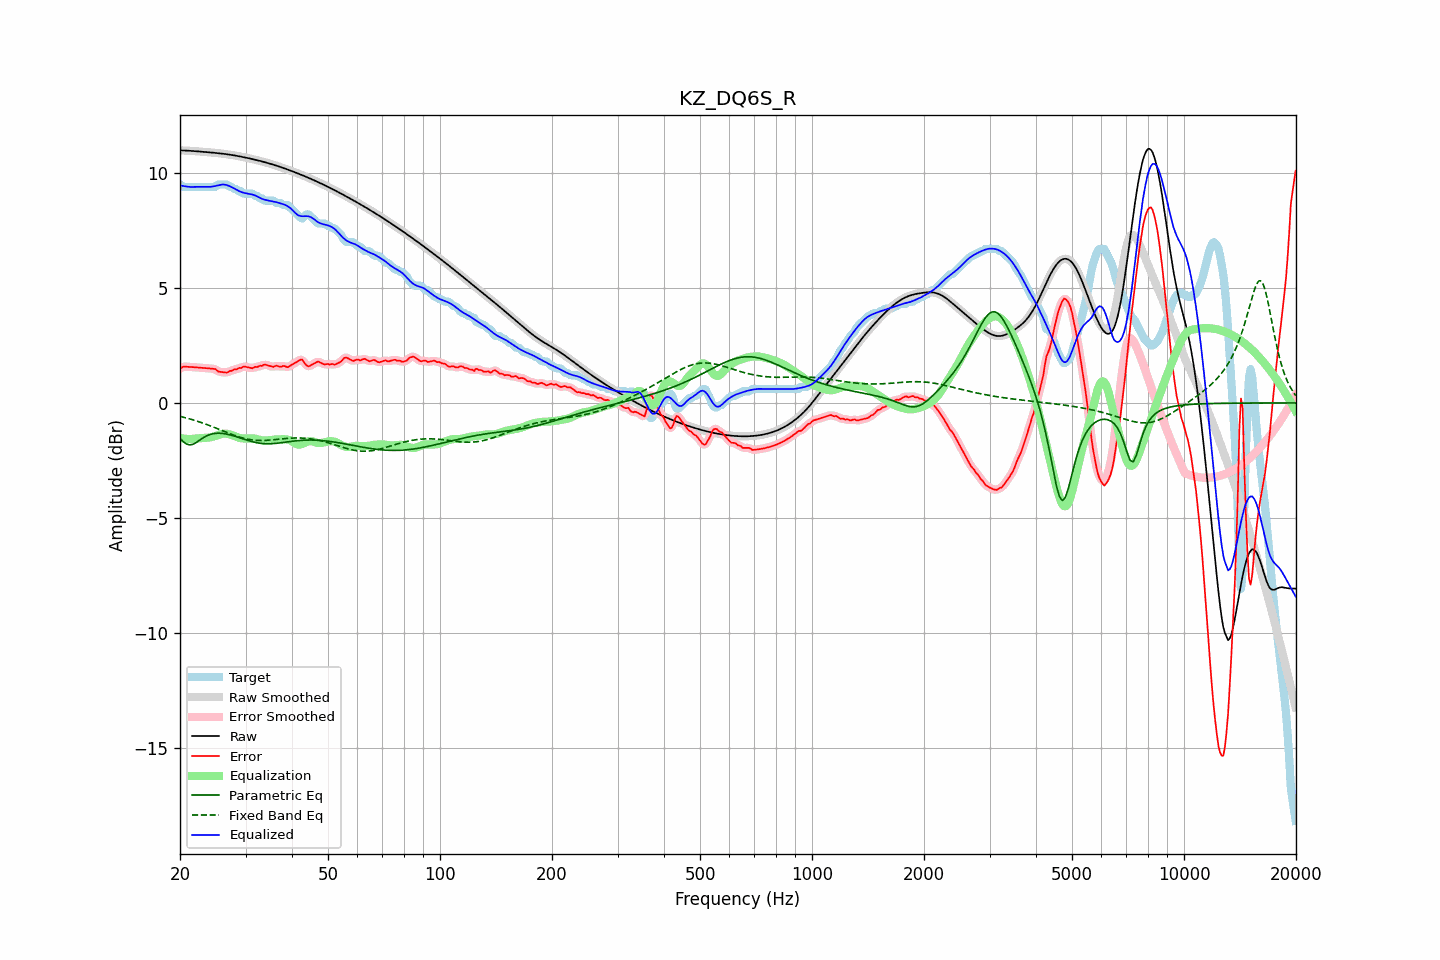 KZ_DQ6S_R
Amplitude (dBr)
10
5
0
−5
−10
−15
Target
Raw Smoothed
Error Smoothed
Raw
Error
Equalization
Parametric Eq
Fixed Band Eq
Equalized
20 50 100 200 500 1000 2000 5000 10000 20000
Frequency (Hz)